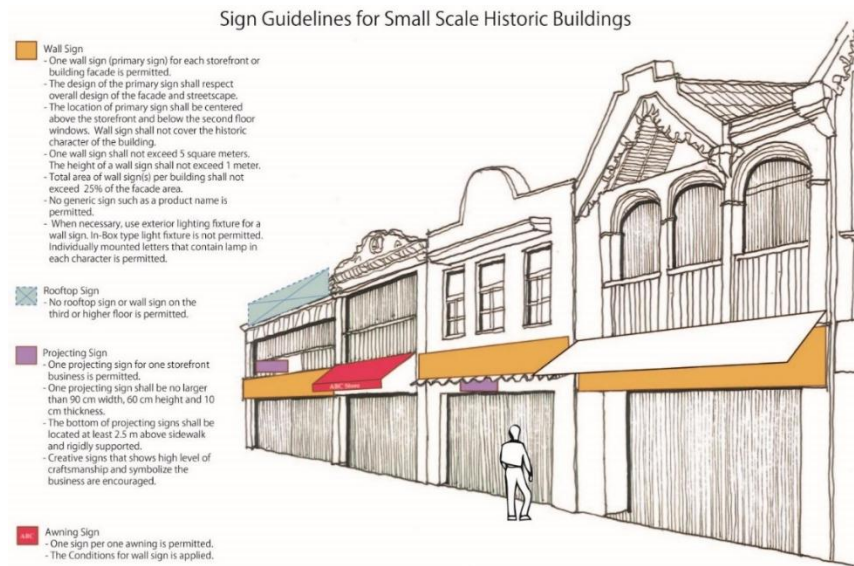 Sign Guidelines for Small Scale Historic Buildings
Wall Sign
- One wall sign (primary sign) for each storefront or
building facade is permitted.
- The design of the primary sign shall respect
overall design of the facade and streetscape.
- The location of primary sign shall be centered
above the storefront and below the second floor
windows. Wall sign shall not cover the historic
character of the building.
- One wall sign shall not exceed 5 square meters.
The height of a wall sign shall not exceed 1 meter.
- Total area of wall sign(s) per building shall not
exceed 25% of the facade area.
- No generic sign such as a product name is
permitted.
- When necessary, use exterior lighting fixture for a
wall sign. In-Box type light fixture is not permitted.
Individually mounted letters that contain lamp in
each character is permitted.
Rooftop Sign
- No rooftop sign or wall sign on the
third or higher floor is permitted.
Projecting Sign
- One projecting sign for one storefront
business is permitted.
- One projecting sign shall be no larger
than 90 cm width, 60 cm height and 10
cm thickness.
- The bottom of projecting signs shall be
located at least 2.5 m above sidewalk
and rigidly supported.
- Creative signs that shows high level of
craftsmanship and symbolize the
business are encouraged.
ABC Store
ABC
Awning Sign
- One sign per one awning is permitted.
- The Conditions for wall sign is applied.